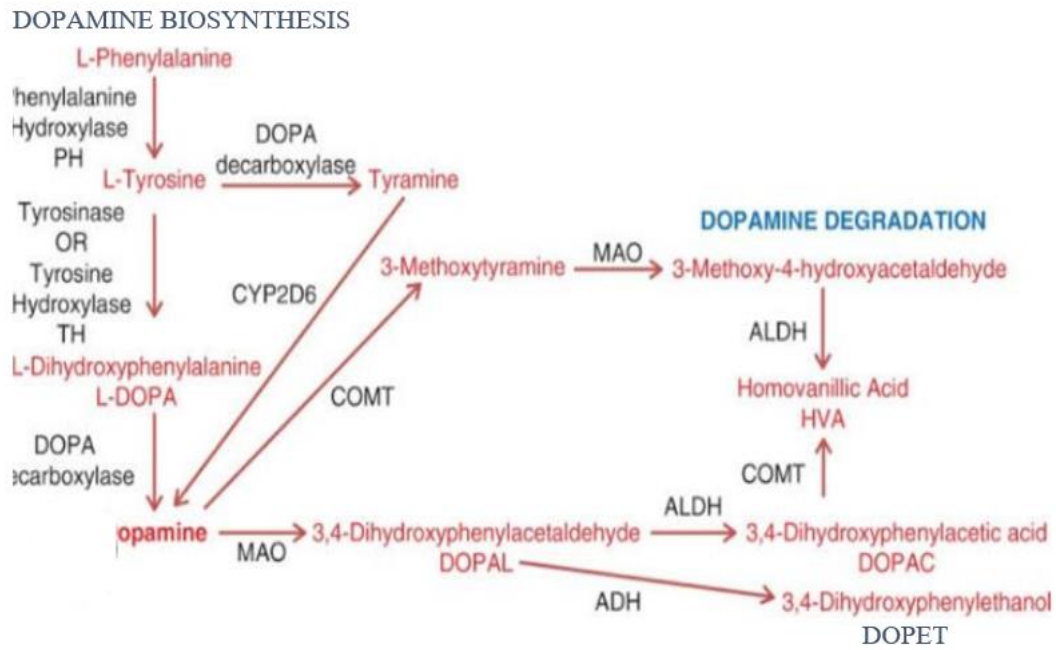 DOPAMINE BIOSYNTHESIS
L-Phenylalanine
henylalanine
Hydroxylase
PH
DOPA
decarboxylase
L-Tyrosine
Tyramine
Tyrosinase
OR
Tyrosine
Hydroxylase
TH
DOPAMINE DEGRADATION
3-Methoxytyramine
MAO
3-Methoxy-4-hydroxyacetaldehyde
CYP2D6
ALDH
L-Dihydroxyphenylalanine
L-DOPA
COMT
Homovanillic Acid
HVA
DOPA
ecarboxylase
COMT
opamine
MAO
3,4-Dihydroxyphenylacetaldehyde
DOPAL
ALDH
3,4-Dihydroxyphenylacetic acid
DOPAC
ADH
3,4-Dihydroxyphenylethanol
DOPET